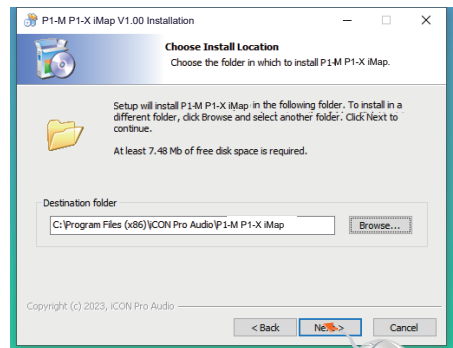 P1-M P1-X iMap V1.00 Installation
Choose Install Location
Choose the folder in which to install P1-M P1-X iMap.
Setup will install P1-M P1-X iMap in the following folder. To install in a
different folder, click Browse and select another folder. Click Next to
continue.
At least 7.48 Mb of free disk space is required.
Destination folder
C:\Program Files (x86)\iCON Pro Audio\P1-M P1-X iMap
Browse...
Copyright (c) 2023, iCON Pro Audio
< Back
Next >
Cancel